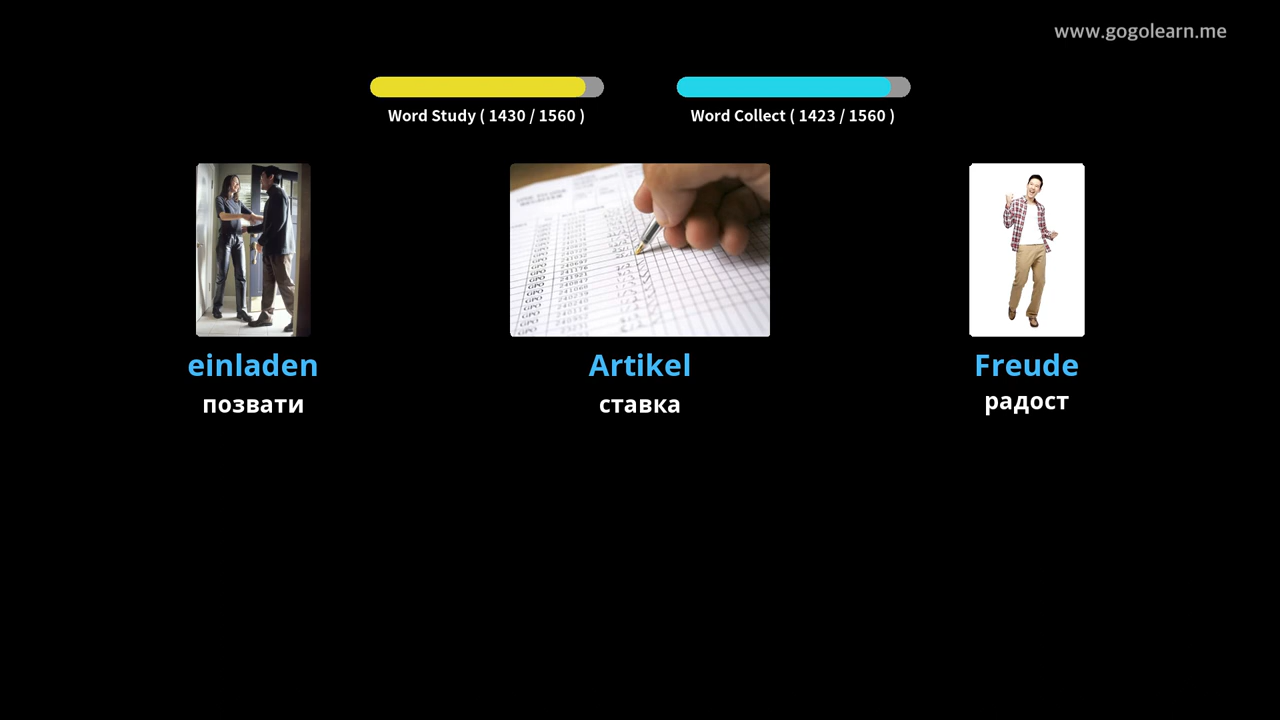 www.gogolearn.me
Word Study ( 1430 / 1560 )
Word Collect ( 1423 / 1560 )
einladen
позвати
Artikel
ставка
Freude
радост